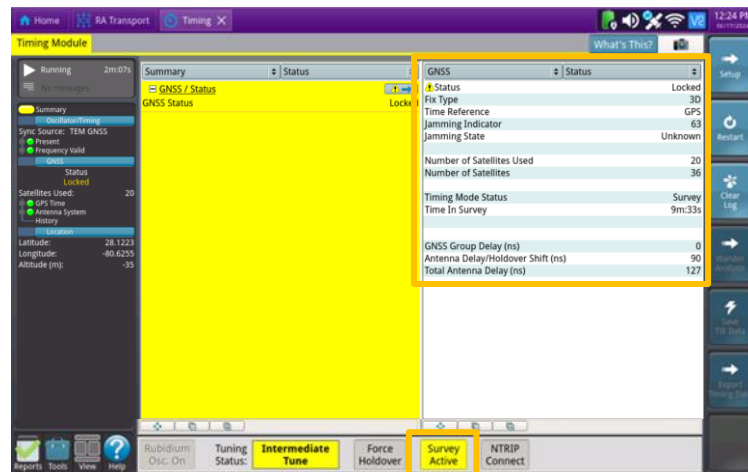 Home RA Transport Timing X V2 12:24 PM
Timing Module What's This?
Running 2m:07s
No messages
Summary
Oscillator/Timing
Sync Source: TEM GNSS
Present
Frequency Valid
GNSS
Status
Locked
Satellites Used: 20
GPS Time
Antenna System
History
Location
Latitude: 28.1223
Longitude: -80.6255
Altitude (m): -35
Summary Status
GNSS / Status
GNSS Status Locked
GNSS Status
Status Locked
Fix Type 3D
Time Reference GPS
Jamming Indicator 63
Jamming State Unknown
Number of Satellites Used 20
Number of Satellites 36
Timing Mode Status Survey
Time In Survey 9m:33s
GNSS Group Delay (ns) 0
Antenna Delay/Holdover Shift (ns) 90
Total Antenna Delay (ns) 127
Setup
Restart
Clear
Log
Wander
Analysis
Save
TIE Data
Export
Reports Tools View Help
Rubidium
Osc. On
Tuning
Status:
Intermediate
Tune
Force
Holdover
Survey
Active
NTRIP
Connect